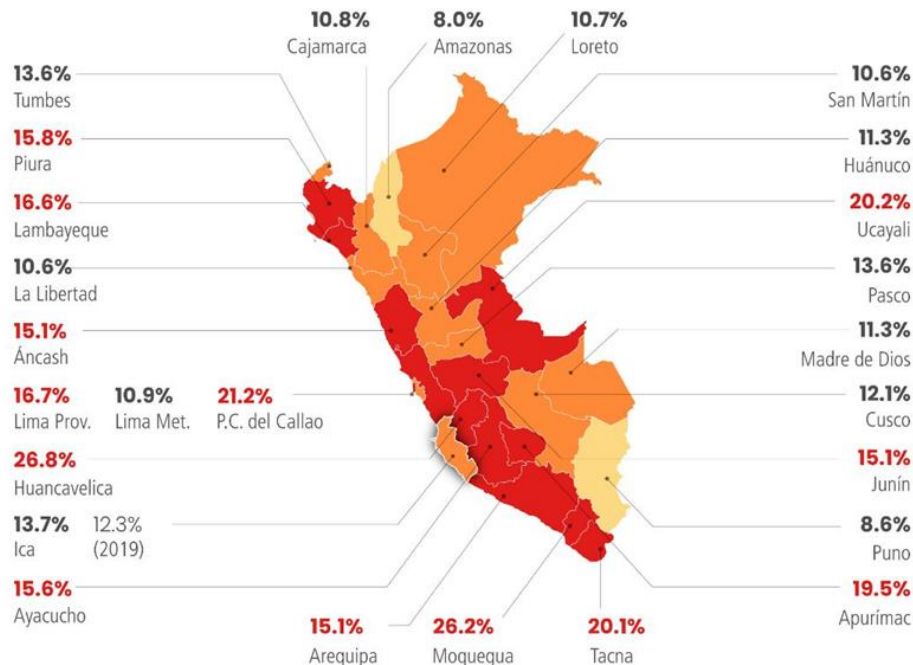 10.8%
Cajamarca
8.0%
Amazonas
10.7%
Loreto
13.6%
Tumbes
10.6%
San Martín
15.8%
Piura
11.3%
Huánuco
16.6%
Lambayeque
20.2%
Ucayali
10.6%
La Libertad
13.6%
Pasco
15.1%
Áncash
11.3%
Madre de Dios
16.7%
Lima Prov.
10.9%
Lima Met.
21.2%
P.C. del Callao
12.1%
Cusco
26.8%
Huancavelica
15.1%
Junín
13.7%
Ica
12.3%
(2019)
8.6%
Puno
15.6%
Ayacucho
19.5%
Apurímac
15.1%
Arequipa
26.2%
Moquegua
20.1%
Tacna